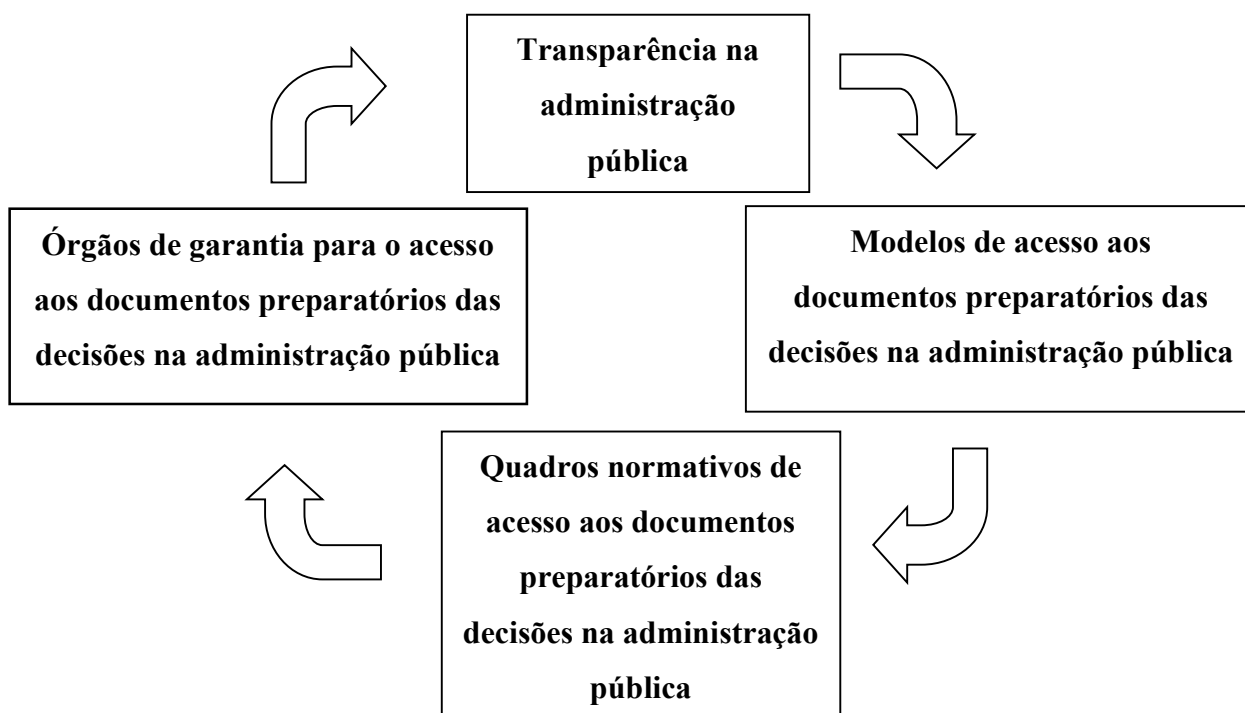 Transparência na
administração
pública
Órgãos de garantia para o acesso
aos documentos preparatórios das
decisões na administração pública
Modelos de acesso aos
documentos preparatórios das
decisões na administração pública
Quadros normativos de
acesso aos documentos
preparatórios das
decisões na administração
pública